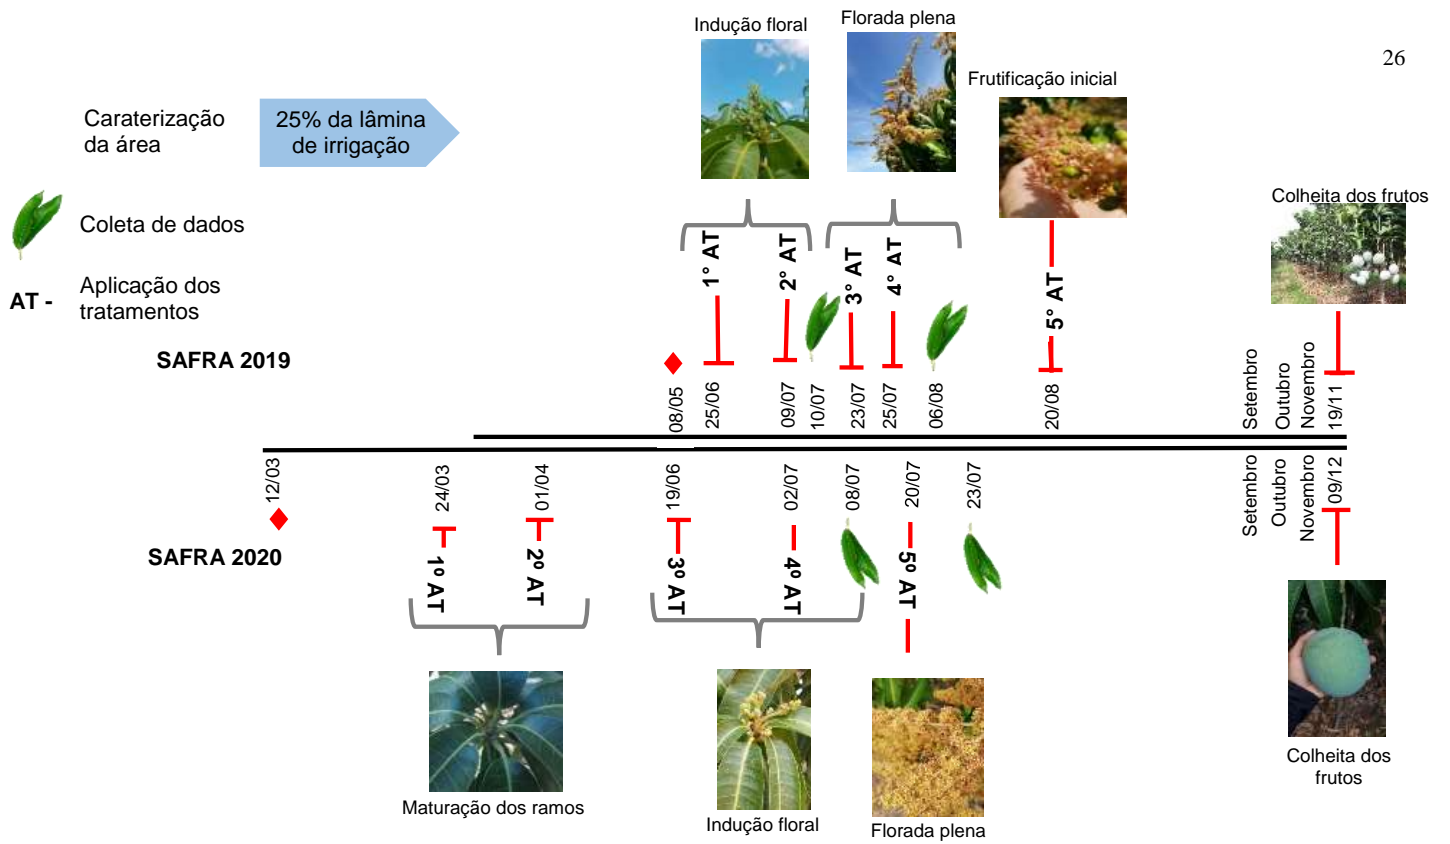 26
Indução floral
Florada plena
Frutificação inicial
Caraterização
da área
25% da lâmina
de irrigação
Coleta de dados
AT -
Aplicação dos
tratamentos
Colheita dos frutos
1° AT
2° AT
3° AT
4° AT
5° AT
SAFRA 2019
08/05
25/06
09/07
10/07
23/07
25/07
06/08
20/08
Setembro
Outubro
Novembro
19/11
12/03
24/03
01/04
19/06
02/07
08/07
20/07
23/07
Setembro
Outubro
Novembro
09/12
SAFRA 2020
1º AT
2º AT
3º AT
4º AT
5º AT
Maturação dos ramos
Indução floral
Florada plena
Colheita dos
frutos